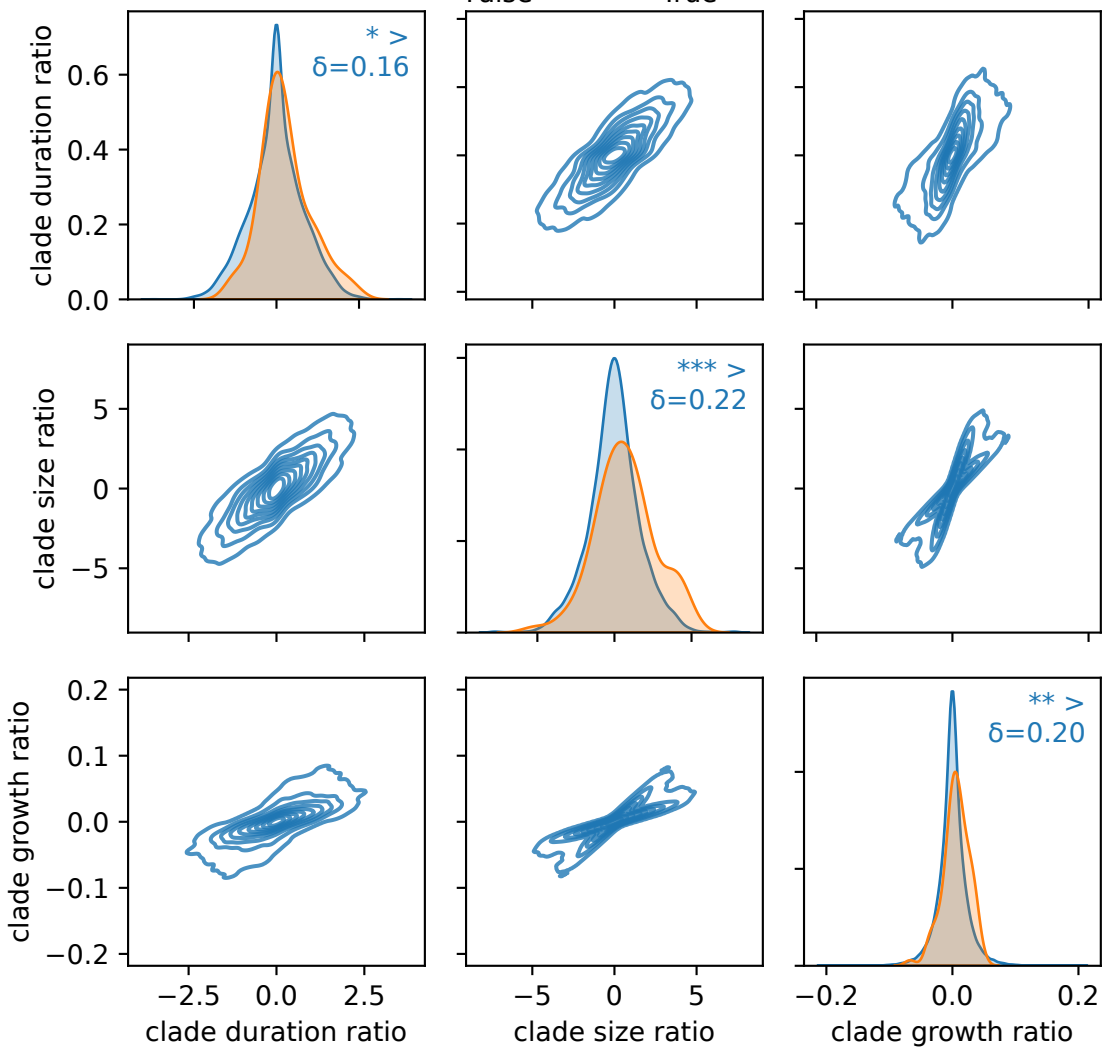 * >
δ=0.16
clade duration ratio
0.6
0.4
0.2
0.0
*** >
δ=0.22
clade size ratio
5
0
−5
** >
δ=0.20
clade growth ratio
0.2
0.1
0.0
−0.1
−0.2
−2.5 0.0 2.5 −5 0 5 −0.2 0.0 0.2
clade duration ratio clade size ratio clade growth ratio